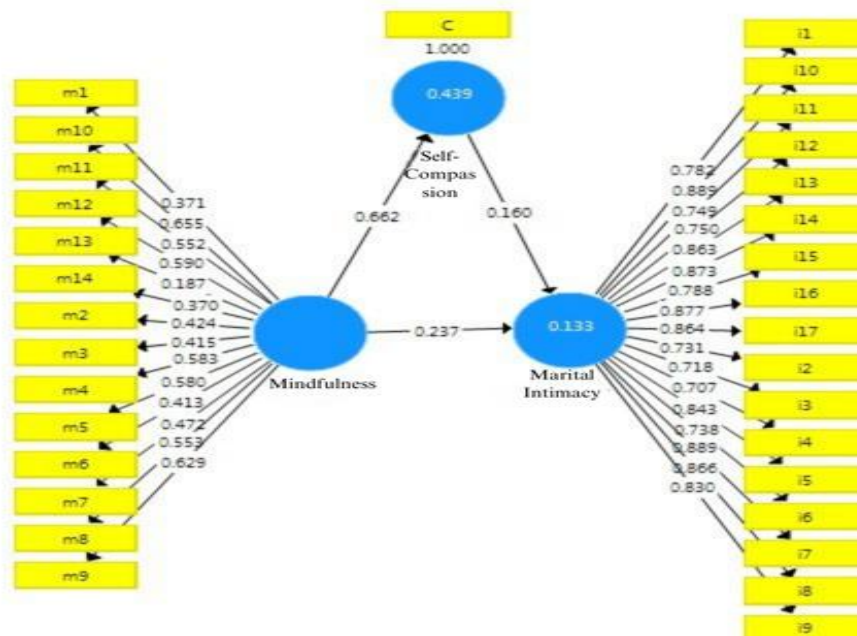 C
1.000
0.439
Self-
Compas
sion
m1
m10
m11
m12
m13
m14
m2
m3
m4
m5
m6
m7
m8
m9
0.371
0.655
0.552
0.590
0.187
0.370
0.424
0.415
0.583
0.580
0.413
0.472
0.553
0.629
Mindfulness
0.662
0.160
0.237
0.133
Marital
Intimacy
0.782
0.889
0.749
0.750
0.863
0.873
0.788
0.877
0.864
0.731
0.718
0.707
0.843
0.738
0.889
0.866
0.830
i1
i10
i11
i12
i13
i14
i15
i16
i17
i2
i3
i4
i5
i6
i7
i8
i9